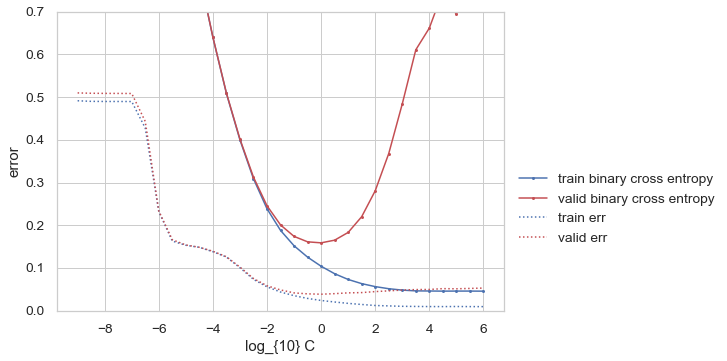 0.7
0.6
0.5
0.4
0.3
0.2
0.1
0.0
error
−8 −6 −4 −2 0 2 4 6
log_{10} C
train binary cross entropy
valid binary cross entropy
train err
valid err